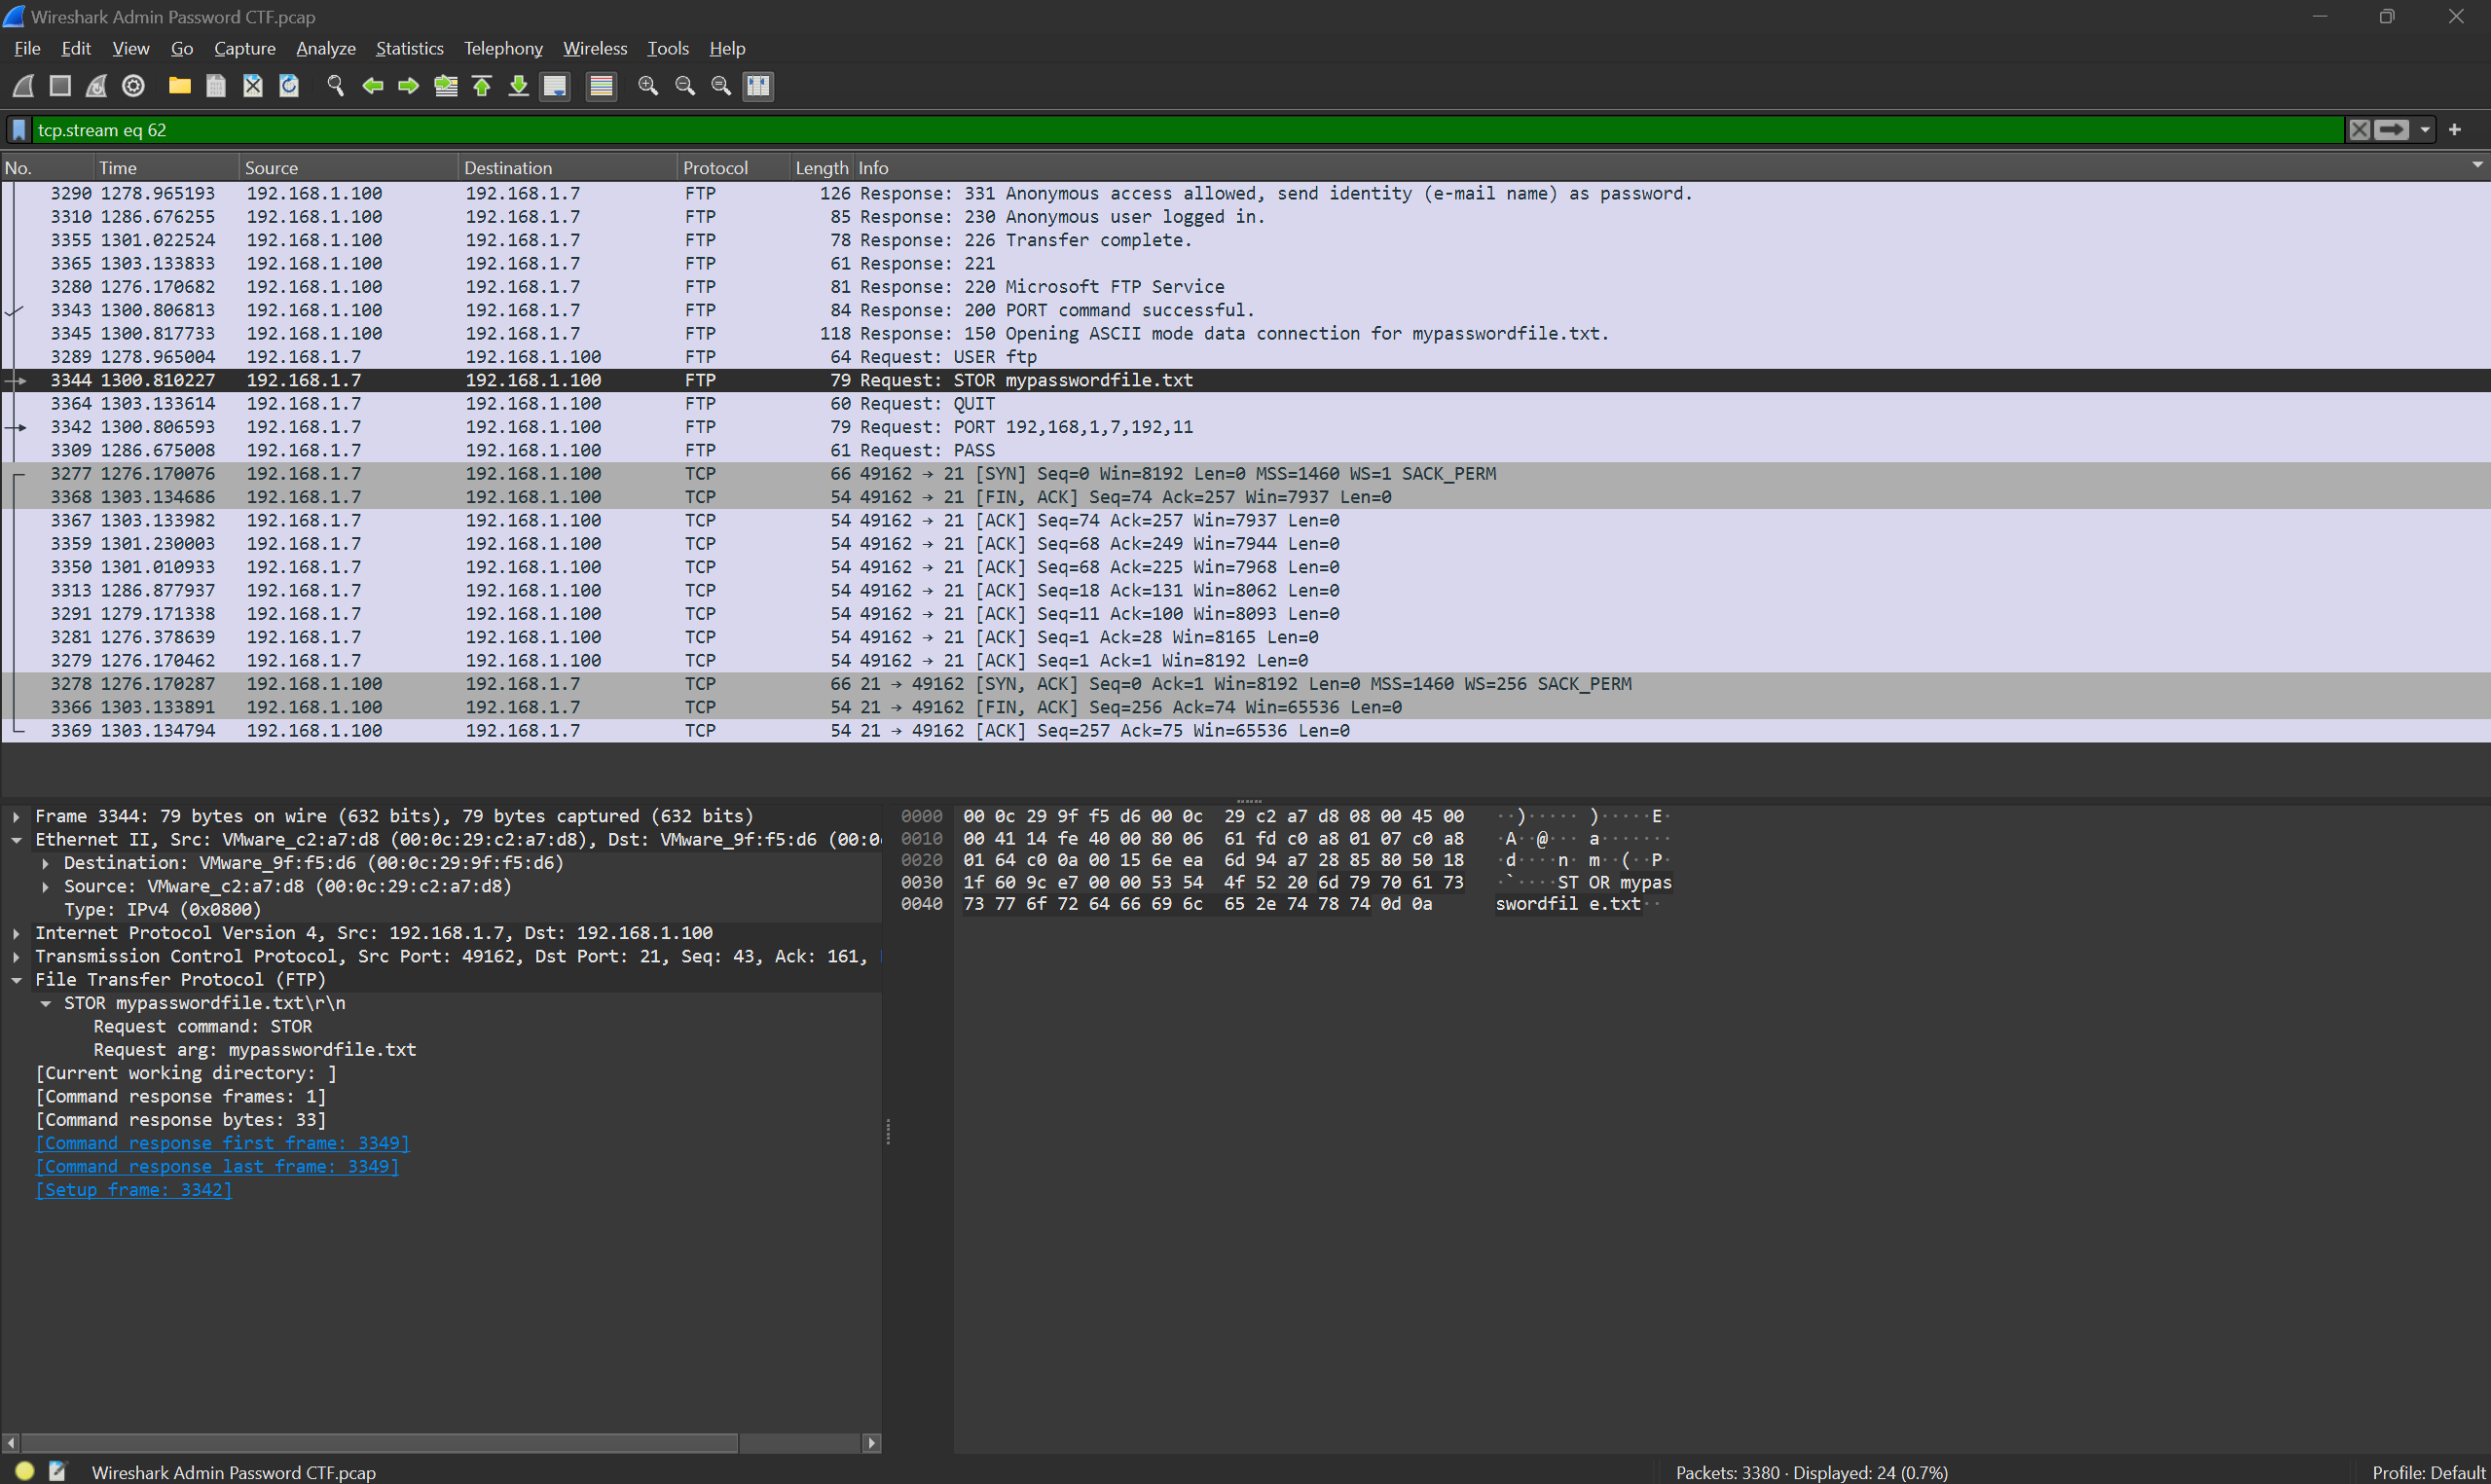 Wireshark Admin Password CTF.pcap
File Edit View Go Capture Analyze Statistics Telephony Wireless Tools Help
tcp.stream eq 62
No. Time Source Destination Protocol Length Info
3290 1278.965193 192.168.1.100 192.168.1.7 FTP 126 Response: 331 Anonymous access allowed, send identity (e-mail name) as password.
3310 1286.676255 192.168.1.100 192.168.1.7 FTP 85 Response: 230 Anonymous user logged in.
3355 1301.022524 192.168.1.100 192.168.1.7 FTP 78 Response: 226 Transfer complete.
3365 1303.133833 192.168.1.100 192.168.1.7 FTP 61 Response: 221
3280 1276.170682 192.168.1.100 192.168.1.7 FTP 81 Response: 220 Microsoft FTP Service
3343 1300.806813 192.168.1.100 192.168.1.7 FTP 84 Response: 200 PORT command successful.
3345 1300.817733 192.168.1.100 192.168.1.7 FTP 118 Response: 150 Opening ASCII mode data connection for mypasswordfile.txt.
3289 1278.965004 192.168.1.7 192.168.1.100 FTP 64 Request: USER ftp
3344 1300.810227 192.168.1.7 192.168.1.100 FTP 79 Request: STOR mypasswordfile.txt
3364 1303.133614 192.168.1.7 192.168.1.100 FTP 60 Request: QUIT
3342 1300.806593 192.168.1.7 192.168.1.100 FTP 79 Request: PORT 192,168,1,7,192,11
3309 1286.675008 192.168.1.7 192.168.1.100 FTP 61 Request: PASS
3277 1276.170076 192.168.1.7 192.168.1.100 TCP 66 49162 → 21 [SYN] Seq=0 Win=8192 Len=0 MSS=1460 WS=1 SACK_PERM
3368 1303.134686 192.168.1.7 192.168.1.100 TCP 54 49162 → 21 [FIN, ACK] Seq=74 Ack=257 Win=7937 Len=0
3367 1303.133982 192.168.1.7 192.168.1.100 TCP 54 49162 → 21 [ACK] Seq=74 Ack=257 Win=7937 Len=0
3359 1301.230003 192.168.1.7 192.168.1.100 TCP 54 49162 → 21 [ACK] Seq=68 Ack=249 Win=7944 Len=0
3350 1301.010933 192.168.1.7 192.168.1.100 TCP 54 49162 → 21 [ACK] Seq=68 Ack=225 Win=7968 Len=0
3313 1286.877937 192.168.1.7 192.168.1.100 TCP 54 49162 → 21 [ACK] Seq=18 Ack=131 Win=8062 Len=0
3291 1279.171338 192.168.1.7 192.168.1.100 TCP 54 49162 → 21 [ACK] Seq=11 Ack=100 Win=8093 Len=0
3281 1276.378639 192.168.1.7 192.168.1.100 TCP 54 49162 → 21 [ACK] Seq=1 Ack=28 Win=8165 Len=0
3279 1276.170462 192.168.1.7 192.168.1.100 TCP 54 49162 → 21 [ACK] Seq=1 Ack=1 Win=8192 Len=0
3278 1276.170287 192.168.1.100 192.168.1.7 TCP 66 21 → 49162 [SYN, ACK] Seq=0 Ack=1 Win=8192 Len=0 MSS=1460 WS=256 SACK_PERM
3366 1303.133891 192.168.1.100 192.168.1.7 TCP 54 21 → 49162 [FIN, ACK] Seq=256 Ack=74 Win=65536 Len=0
3369 1303.134794 192.168.1.100 192.168.1.7 TCP 54 21 → 49162 [ACK] Seq=257 Ack=75 Win=65536 Len=0
Frame 3344: 79 bytes on wire (632 bits), 79 bytes captured (632 bits)
Ethernet II, Src: VMware_c2:a7:d8 (00:0c:29:c2:a7:d8), Dst: VMware_9f:f5:d6 (00:0
Destination: VMware_9f:f5:d6 (00:0c:29:9f:f5:d6)
Source: VMware_c2:a7:d8 (00:0c:29:c2:a7:d8)
Type: IPv4 (0x0800)
Internet Protocol Version 4, Src: 192.168.1.7, Dst: 192.168.1.100
Transmission Control Protocol, Src Port: 49162, Dst Port: 21, Seq: 43, Ack: 161,
File Transfer Protocol (FTP)
STOR mypasswordfile.txt\r\n
Request command: STOR
Request arg: mypasswordfile.txt
[Current working directory: ]
[Command response frames: 1]
[Command response bytes: 33]
[Command response first frame: 3349]
[Command response last frame: 3349]
[Setup frame: 3342]
0000 00 0c 29 9f f5 d6 00 0c 29 c2 a7 d8 08 00 45 00 ··)····· )·····E·
0010 00 41 14 fe 40 00 80 06 61 fd c0 a8 01 07 c0 a8 ·A··@··· a·······
0020 01 64 c0 0a 00 15 6e ea 6d 94 a7 28 85 80 50 18 ·d····n· m··(··P·
0030 1f 60 9c e7 00 00 53 54 4f 52 20 6d 79 70 61 73 ·`····ST OR mypas
0040 73 77 6f 72 64 66 69 6c 65 2e 74 78 74 0d 0a swordfil e.txt··
Wireshark Admin Password CTF.pcap
Packets: 3380 · Displayed: 24 (0.7%)
Profile: Default